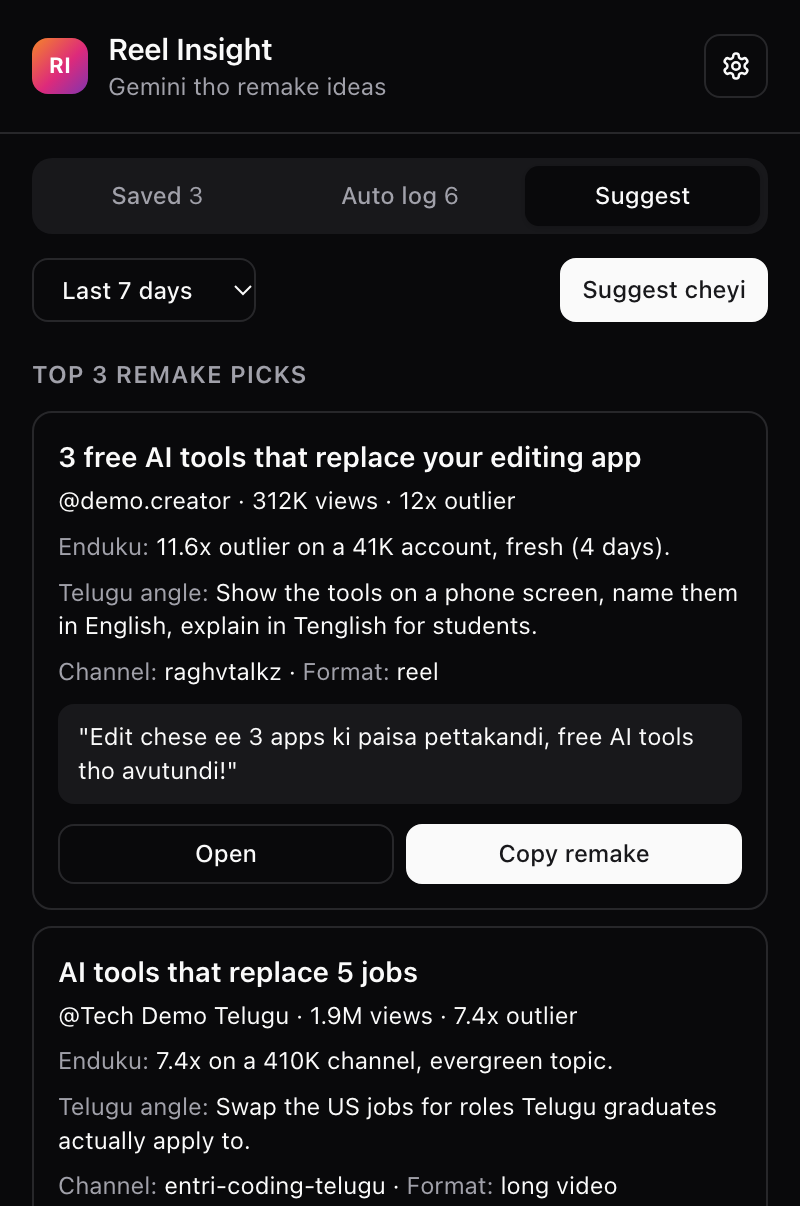 RI
Reel Insight
Gemini tho remake ideas
Saved 3
Auto log 6
Suggest
Last 7 days
Suggest cheyi
TOP 3 REMAKE PICKS
3 free AI tools that replace your editing app
@demo.creator · 312K views · 12x outlier
Enduku: 11.6x outlier on a 41K account, fresh (4 days).
Telugu angle: Show the tools on a phone screen, name them
in English, explain in Tenglish for students.
Channel: raghvtalkz · Format: reel
"Edit chese ee 3 apps ki paisa pettakandi, free AI tools
tho avutundi!"
Open
Copy remake
AI tools that replace 5 jobs
@Tech Demo Telugu · 1.9M views · 7.4x outlier
Enduku: 7.4x on a 410K channel, evergreen topic.
Telugu angle: Swap the US jobs for roles Telugu graduates
actually apply to.
Channel: entri-coding-telugu · Format: long video